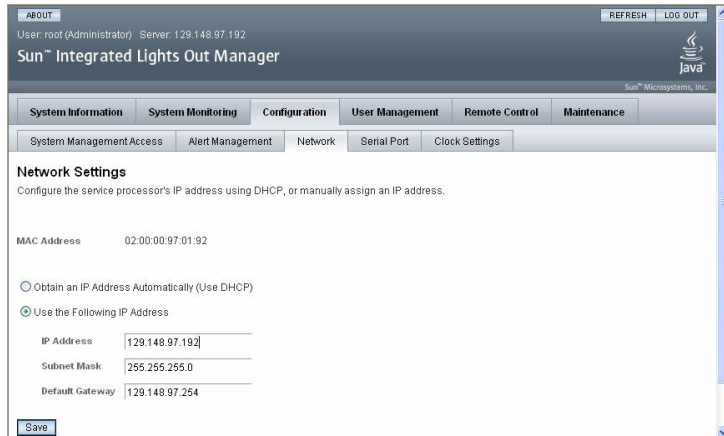 ABOUT REFRESH LOG OUT
User: root (Administrator) Server: 129.148.97.192
Sun™ Integrated Lights Out Manager
Java™
Sun™ Microsystems, Inc.
System Information System Monitoring Configuration User Management Remote Control Maintenance
System Management Access Alert Management Network Serial Port Clock Settings
Network Settings
Configure the service processor's IP address using DHCP, or manually assign an IP address.
MAC Address 02:00:00:97:01:92
Obtain an IP Address Automatically (Use DHCP)
Use the Following IP Address
IP Address 129.148.97.192
Subnet Mask 255.255.255.0
Default Gateway 129.148.97.254
Save